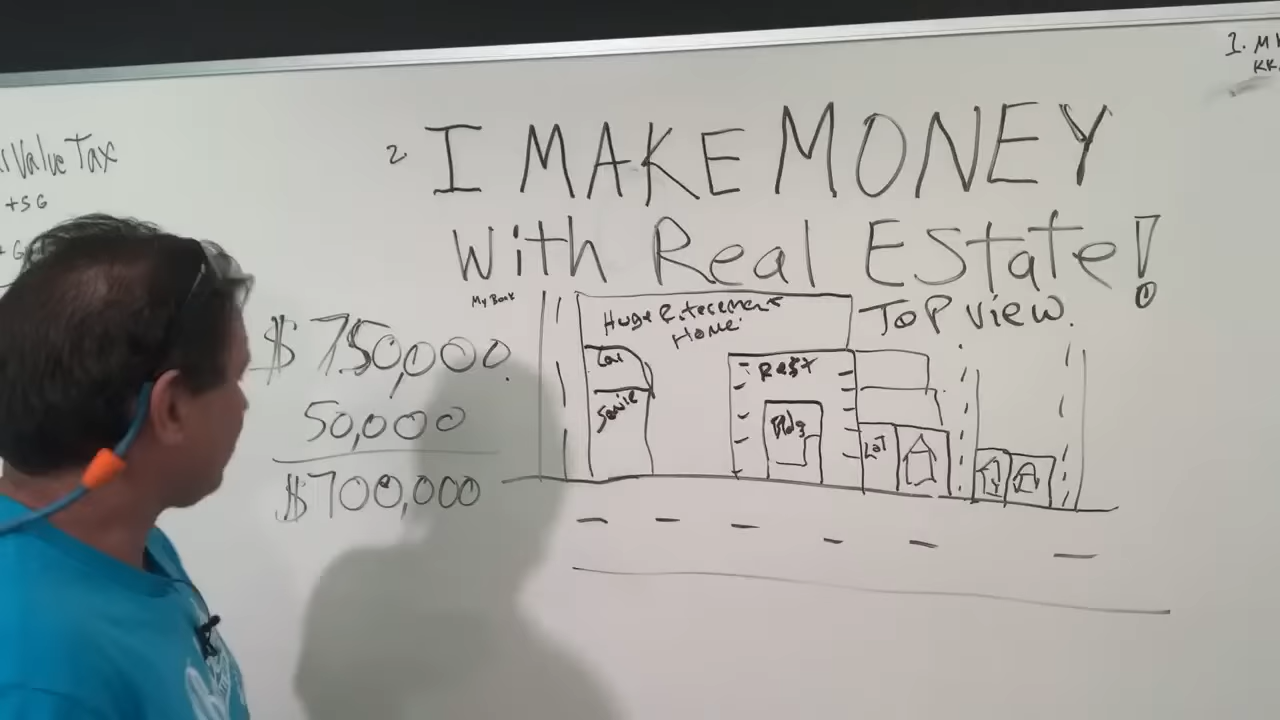 Value Tax
+SG
2 I MAKE MONEY
With Real Estate!
My Book
TOP view.
Huge Retirement
Home
$750,000.
50,000
$700,000
Rest
Bldg
LOT
I.